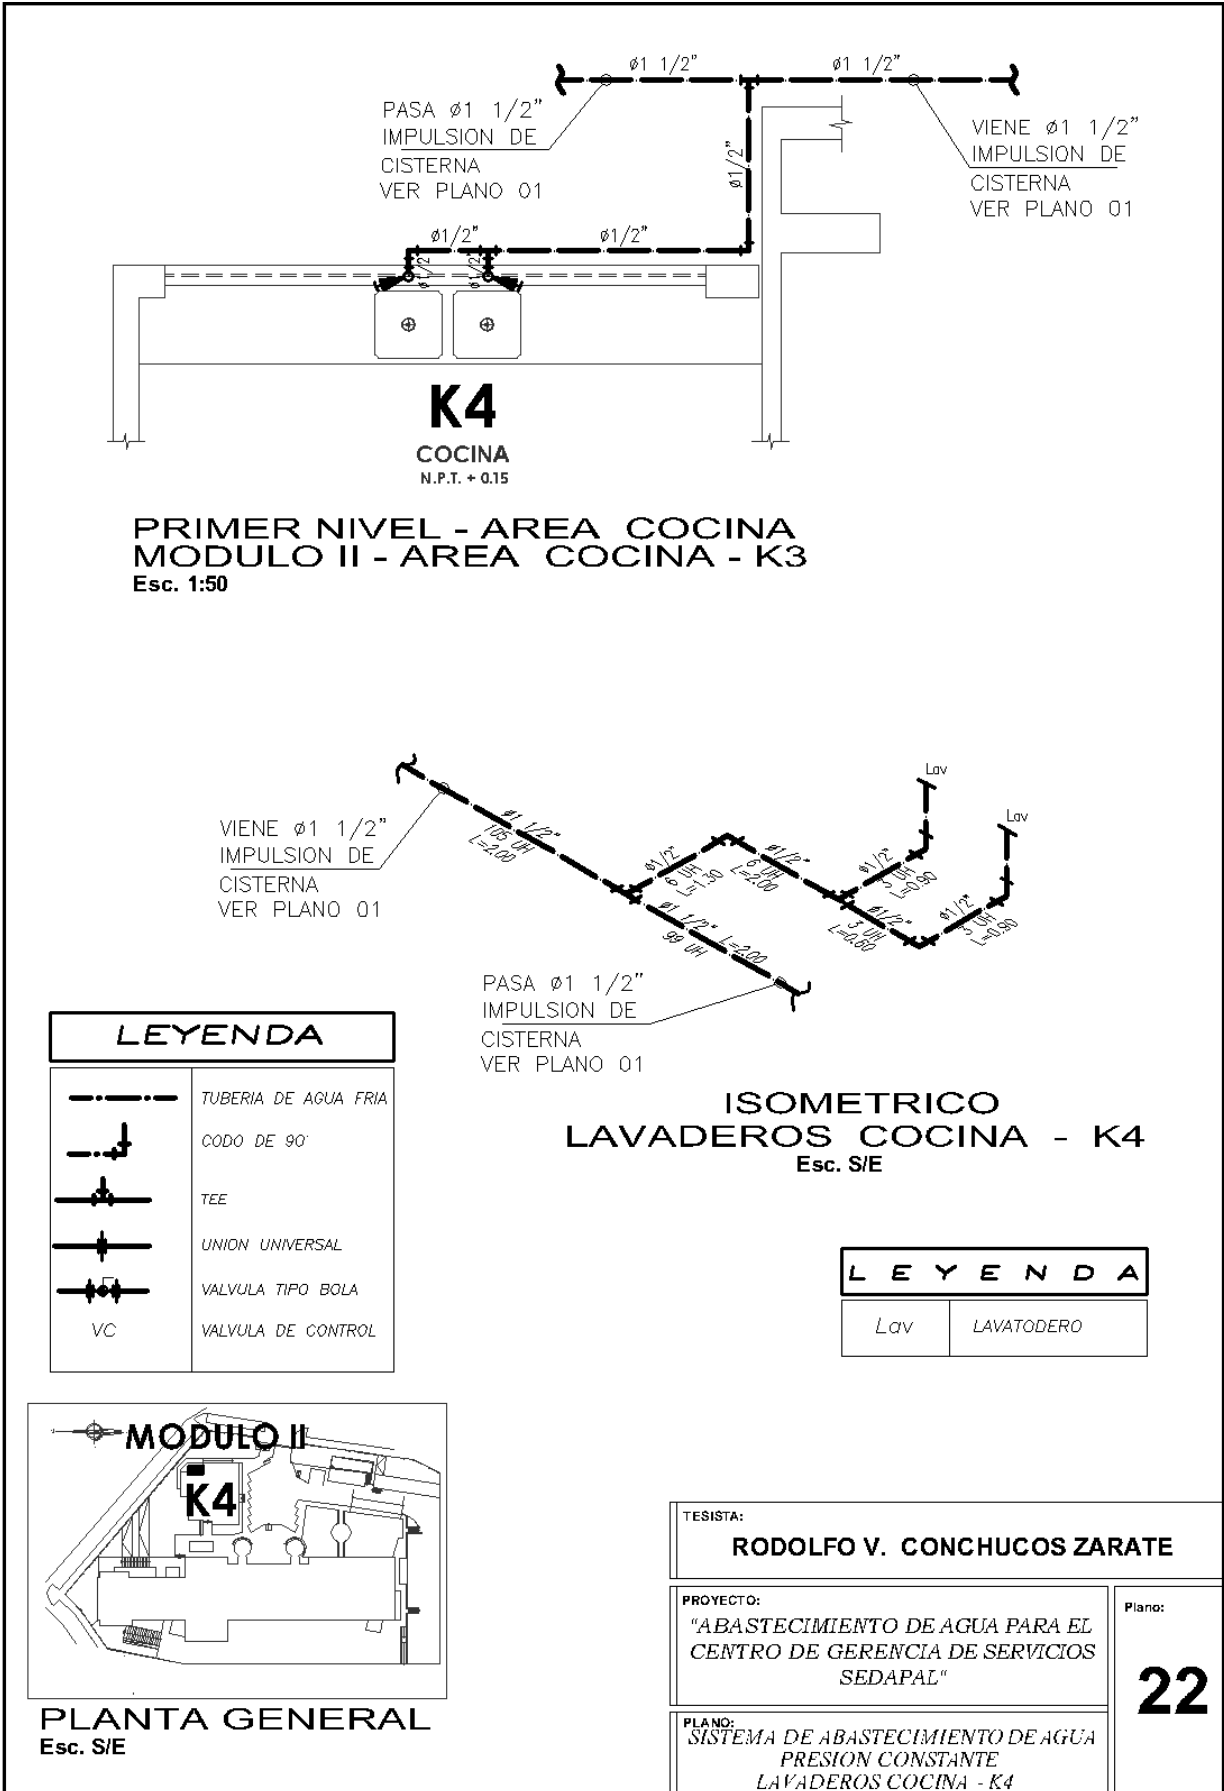 ø1 1/2”
ø1 1/2”
PASA ø1 1/2”
IMPULSION DE
CISTERNA
VER PLANO 01
VIENE ø1 1/2”
IMPULSION DE
CISTERNA
VER PLANO 01
ø1/2”
ø1/2”
ø1/2”
ø1/2”
ø1/2”
K4
COCINA
N.P.T. + 0.15
PRIMER NIVEL - AREA COCINA
MODULO II - AREA COCINA - K3
Esc. 1:50
Lav
Lav
VIENE ø1 1/2”
IMPULSION DE
CISTERNA
VER PLANO 01
ø1 1/2”
105 UH
L=2.00
ø1/2”
6 UH
L=1.30
ø1/2”
6 UH
L=2.00
ø1/2”
3 UH
L=0.90
ø1/2”
3 UH
L=0.60
ø1/2”
3 UH
L=0.90
ø1 1/2”
99 UH
L=2.00
PASA ø1 1/2”
IMPULSION DE
CISTERNA
VER PLANO 01
ISOMETRICO
LAVADEROS COCINA - K4
Esc. S/E
LEYENDA
TUBERIA DE AGUA FRIA
CODO DE 90°
TEE
UNION UNIVERSAL
VALVULA TIPO BOLA
VC VALVULA DE CONTROL
LEYENDA
Lav LAVATODERO
MODULO II
K4
PLANTA GENERAL
Esc. S/E
TESISTA:
RODOLFO V. CONCHUCOS ZARATE
PROYECTO:
"ABASTECIMIENTO DE AGUA PARA EL
CENTRO DE GERENCIA DE SERVICIOS
SEDAPAL"
Plano:
22
PLANO:
SISTEMA DE ABASTECIMIENTO DE AGUA
PRESION CONSTANTE
LAVADEROS COCINA - K4